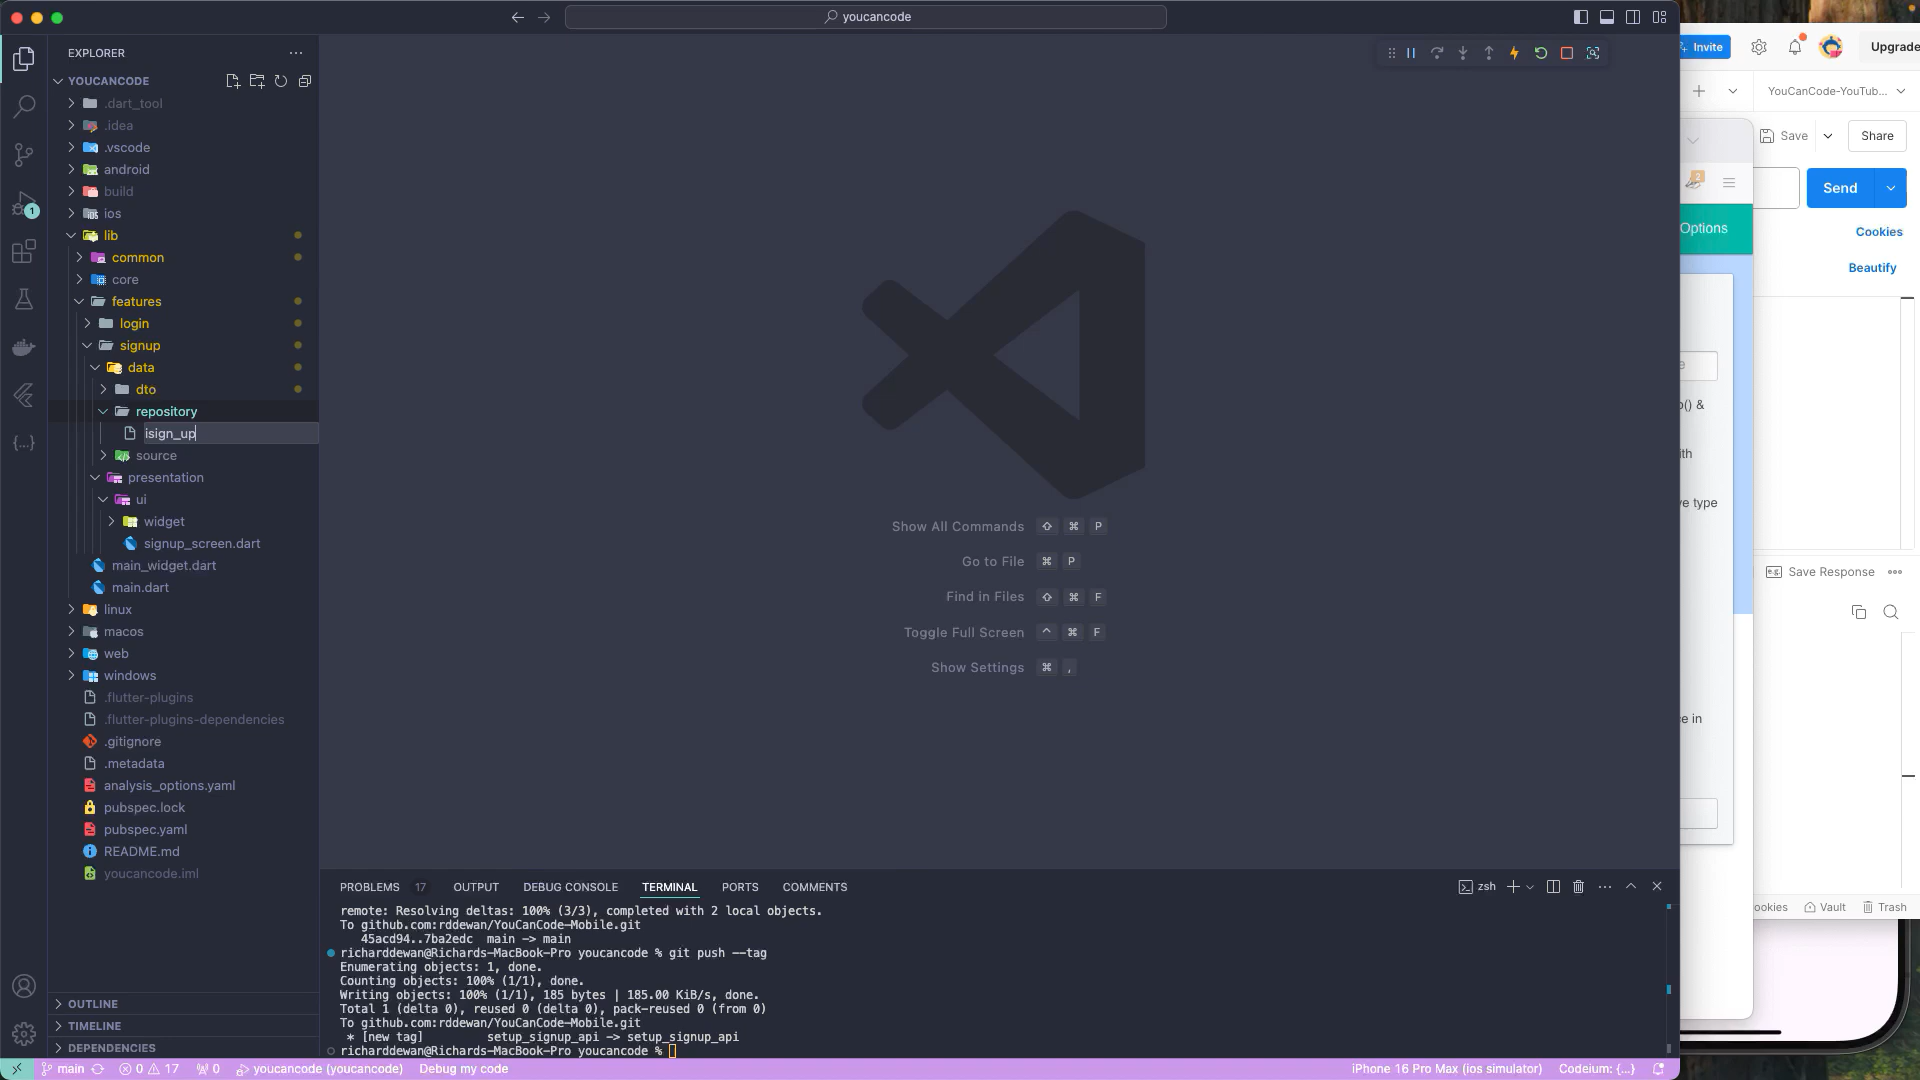 youcancode
EXPLORER
YOUCANCODE
.dart_tool
.idea
.vscode
android
build
ios
lib
common
core
features
login
signup
data
dto
repository
isign_up
source
presentation
ui
widget
signup_screen.dart
main_widget.dart
main.dart
linux
macos
web
windows
.flutter-plugins
.flutter-plugins-dependencies
.gitignore
.metadata
analysis_options.yaml
pubspec.lock
pubspec.yaml
README.md
youcancode.iml
OUTLINE
TIMELINE
DEPENDENCIES
1
Show All Commands ⇧ ⌘ P
Go to File ⌘ P
Find in Files ⇧ ⌘ F
Toggle Full Screen ^ ⌘ F
Show Settings ⌘ ,
PROBLEMS 17 OUTPUT DEBUG CONSOLE TERMINAL PORTS COMMENTS
zsh
remote: Resolving deltas: 100% (3/3), completed with 2 local objects.
To github.com:rddewan/YouCanCode-Mobile.git
45acd94..7ba2edc main -> main
richarddewan@Richards-MacBook-Pro youcancode % git push --tag
Enumerating objects: 1, done.
Counting objects: 100% (1/1), done.
Writing objects: 100% (1/1), 185 bytes | 185.00 KiB/s, done.
Total 1 (delta 0), reused 0 (delta 0), pack-reused 0 (from 0)
To github.com:rddewan/YouCanCode-Mobile.git
* [new tag] setup_signup_api -> setup_signup_api
richarddewan@Richards-MacBook-Pro youcancode %
main 0 17 0 youcancode (youcancode) Debug my code
iPhone 16 Pro Max (ios simulator) Codeium: {...}
Invite Upgrade
YouCanCode-YouTub...
Save Share
2
Send
Options
Cookies
Beautify
() &
ve type
Save Response
e in
ookies Vault Trash